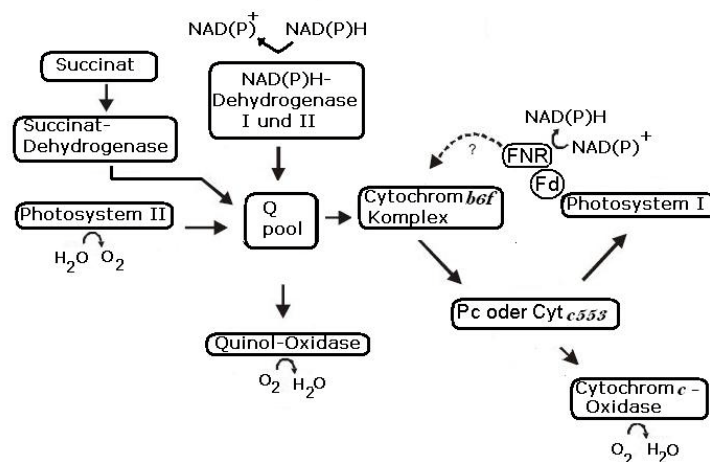 NAD(P)+ NAD(P)H
Succinat
NAD(P)H-
Dehydrogenase
I und II
Succinat-
Dehydrogenase
NAD(P)H
NAD(P)+
?
FNR
Fd
Photosystem II
Q
pool
Cytochrom b6f
Komplex
Photosystem I
H2O O2
Pc oder Cyt c553
Quinol-Oxidase
O2 H2O
Cytochrom c -
Oxidase
O2 H2O